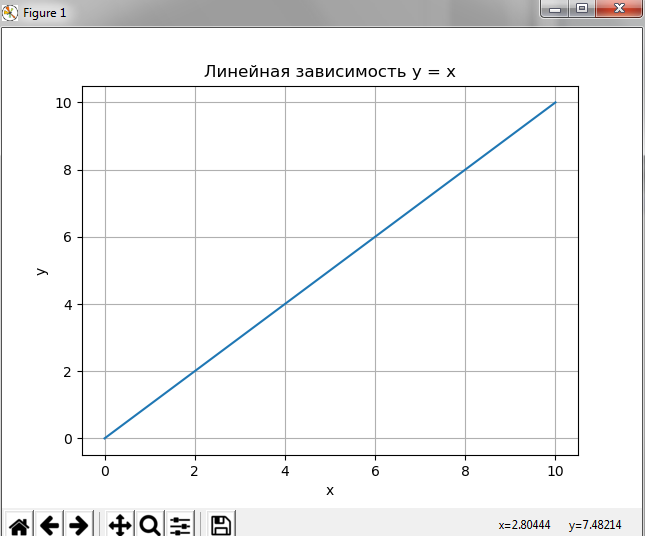 Figure 1
Линейная зависимость y = x
10
8
6
4
2
0
y
0 2 4 6 8 10
x
x=2.80444 y=7.48214